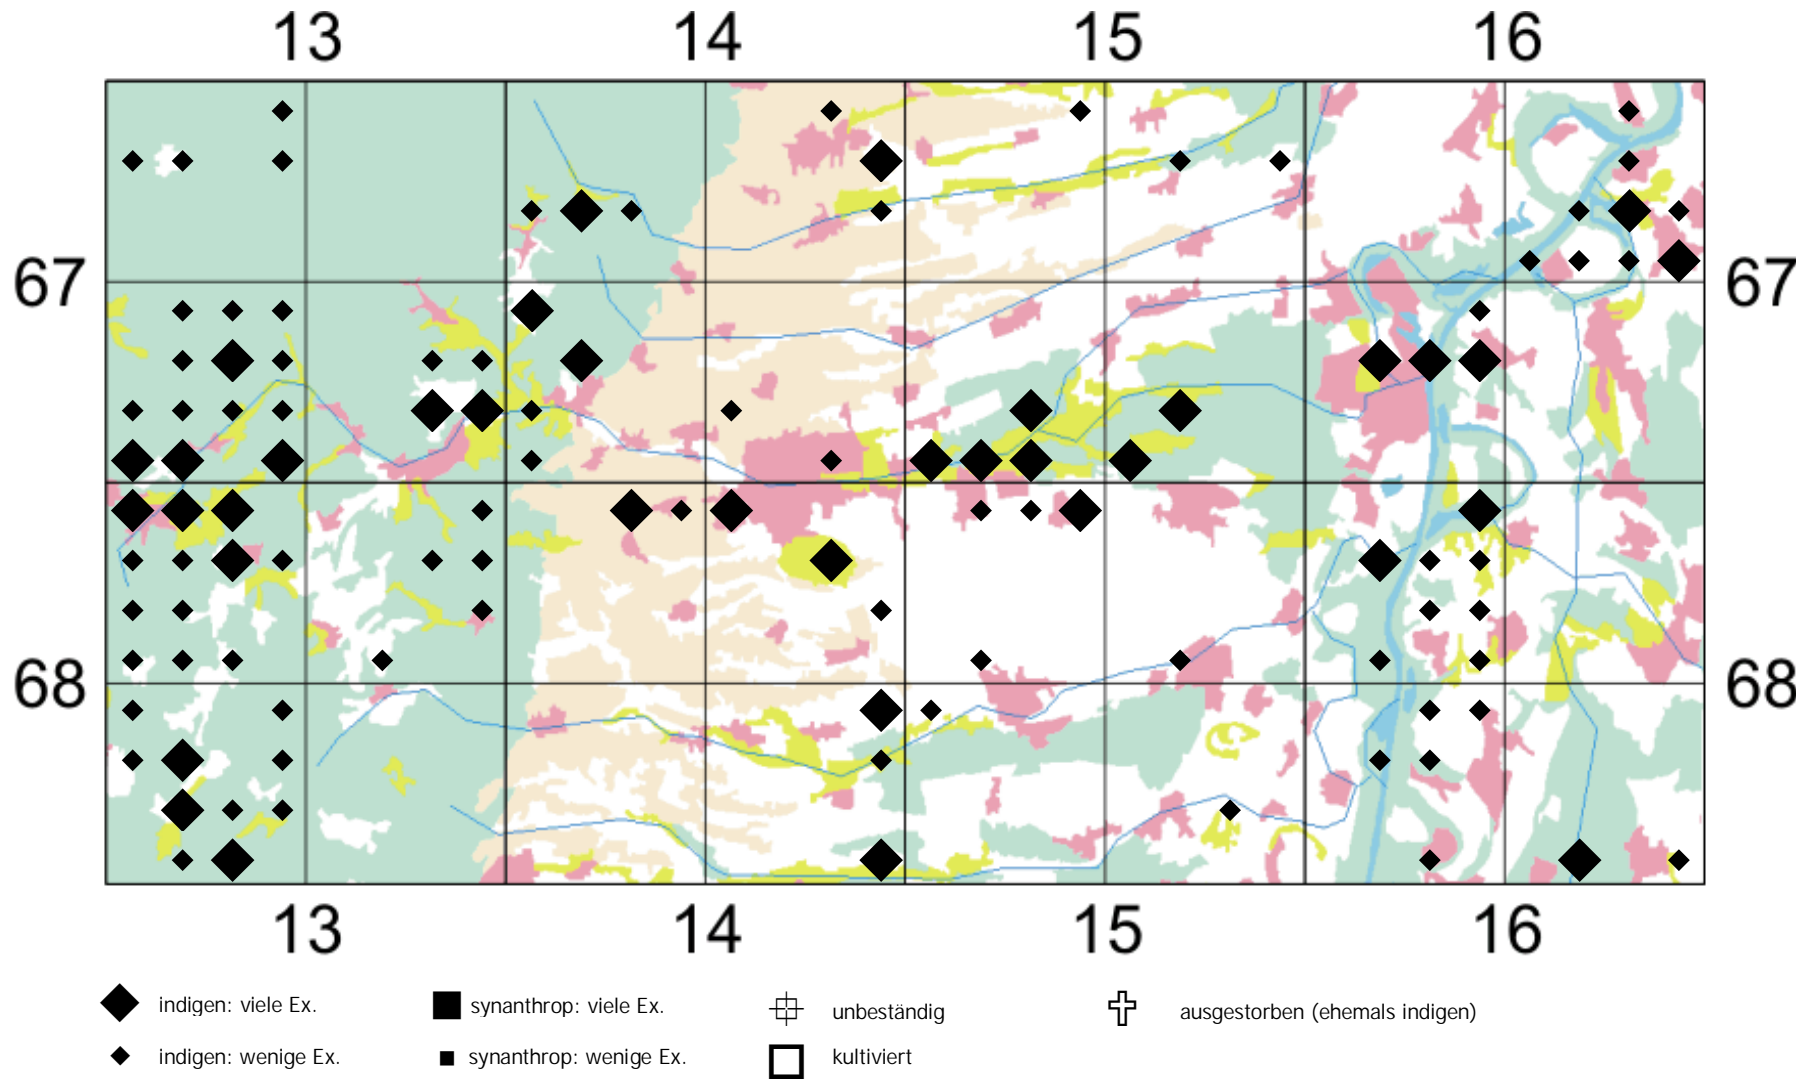 13 14 15 16
67 67
68 68
13 14 15 16
indigen: viele Ex. synanthrop: viele Ex. unbeständig ausgestorben (ehemals indigen)
indigen: wenige Ex. synanthrop: wenige Ex. kultiviert